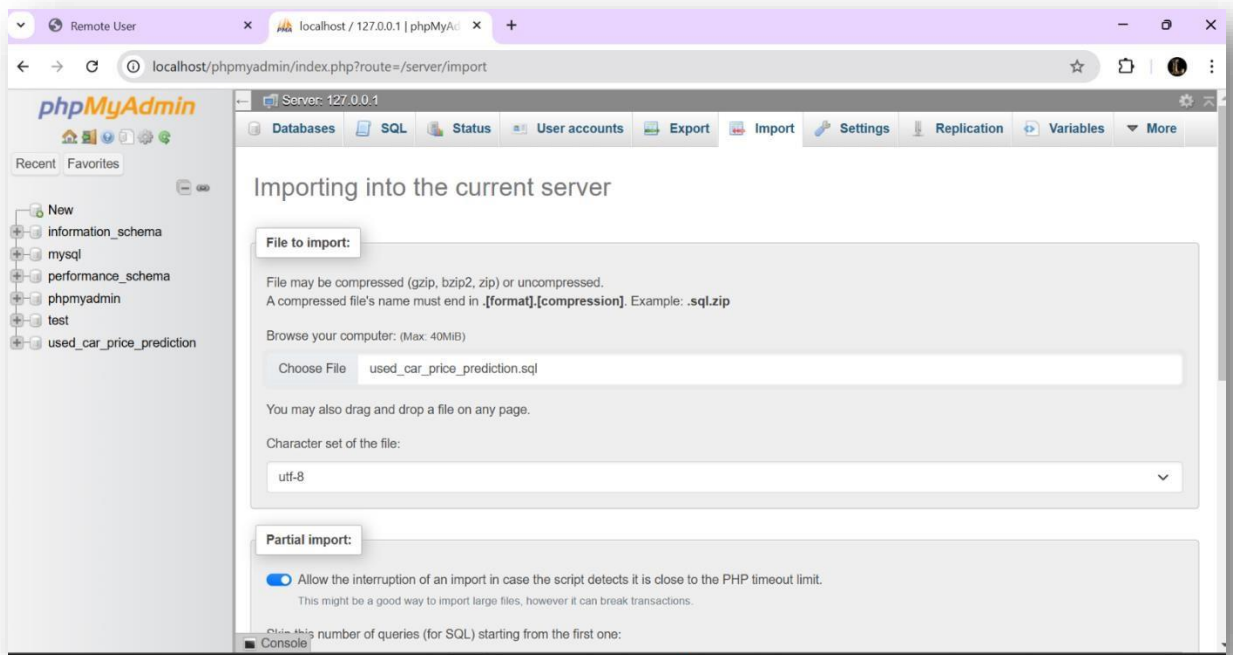 Remote User
localhost / 127.0.0.1 | phpMyAd
localhost/phpmyadmin/index.php?route=/server/import
phpMyAdmin
Recent Favorites
New
information_schema
mysql
performance_schema
phpmyadmin
test
used_car_price_prediction
Server: 127.0.0.1
Databases SQL Status User accounts Export Import Settings Replication Variables More
Importing into the current server
File to import:
File may be compressed (gzip, bzip2, zip) or uncompressed.
A compressed file's name must end in .[format].[compression]. Example: .sql.zip
Browse your computer: (Max: 40MiB)
Choose File used_car_price_prediction.sql
You may also drag and drop a file on any page.
Character set of the file:
utf-8
Partial import:
Allow the interruption of an import in case the script detects it is close to the PHP timeout limit.
This might be a good way to import large files, however it can break transactions.
Skip this number of queries (for SQL) starting from the first one:
Console